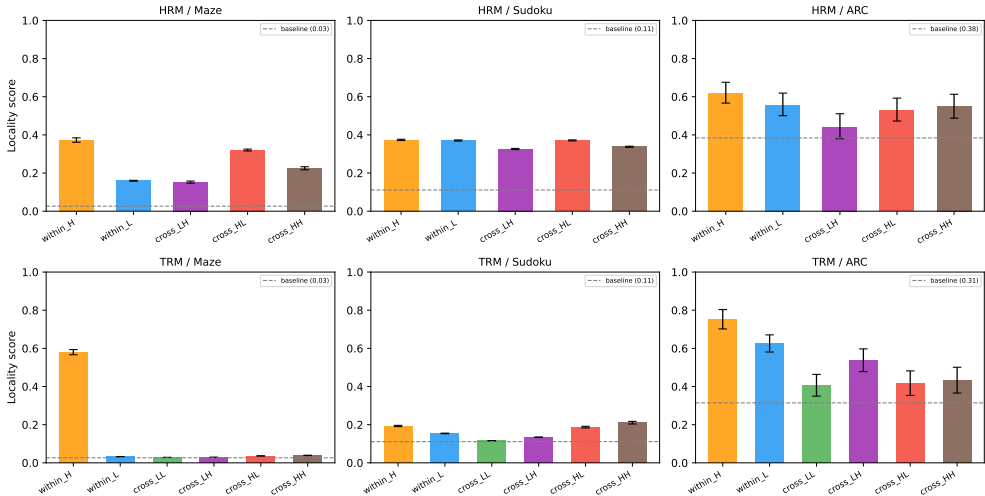 HRM / Maze
Locality score
1.0
0.8
0.6
0.4
0.2
0.0
baseline (0.03)
within_H
within_L
cross_LH
cross_HL
cross_HH
HRM / Sudoku
1.0
0.8
0.6
0.4
0.2
0.0
baseline (0.11)
within_H
within_L
cross_LH
cross_HL
cross_HH
HRM / ARC
1.0
0.8
0.6
0.4
0.2
0.0
baseline (0.38)
within_H
within_L
cross_LH
cross_HL
cross_HH
TRM / Maze
Locality score
1.0
0.8
0.6
0.4
0.2
0.0
baseline (0.03)
within_H
within_L
cross_LL
cross_LH
cross_HL
cross_HH
TRM / Sudoku
1.0
0.8
0.6
0.4
0.2
0.0
baseline (0.11)
within_H
within_L
cross_LL
cross_LH
cross_HL
cross_HH
TRM / ARC
1.0
0.8
0.6
0.4
0.2
0.0
baseline (0.31)
within_H
within_L
cross_LL
cross_LH
cross_HL
cross_HH